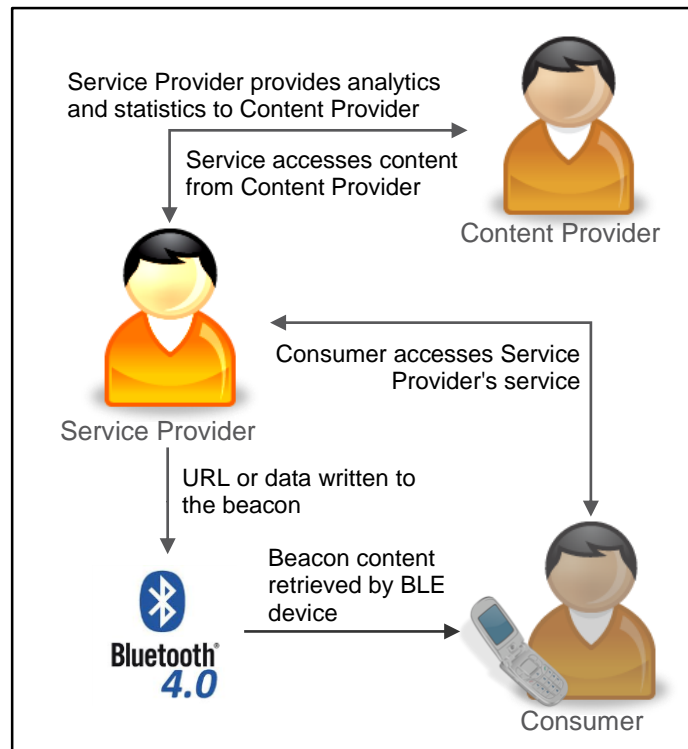 Service Provider provides analytics
and statistics to Content Provider
Service accesses content
from Content Provider
Content Provider
Consumer accesses Service
Provider's service
Service Provider
URL or data written to
the beacon
Beacon content
retrieved by BLE
device
Bluetooth®
4.0
Consumer